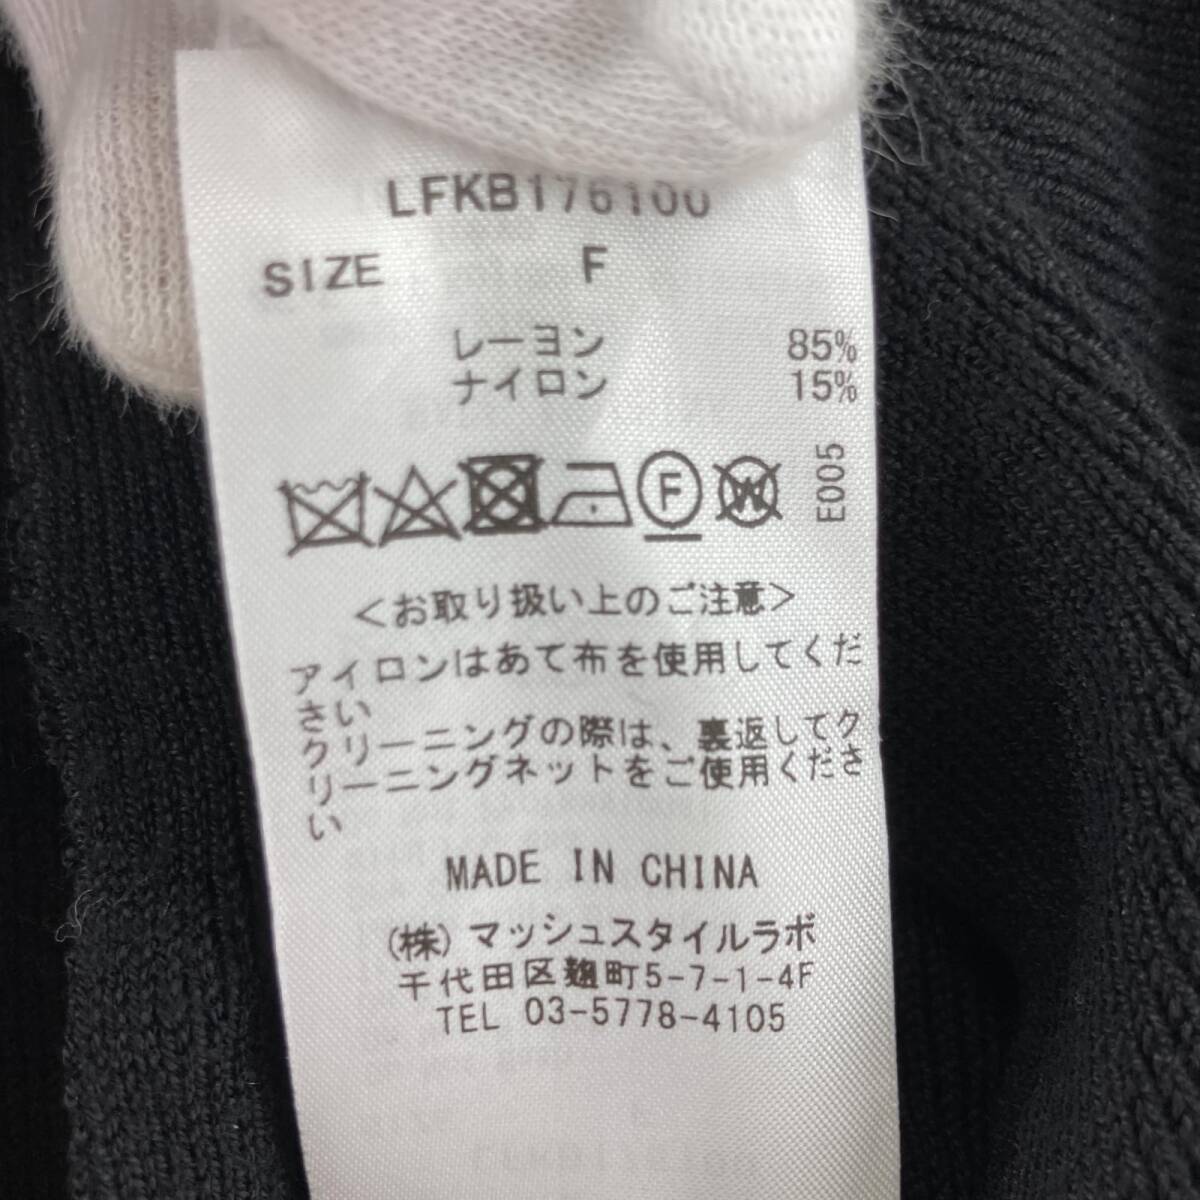 LFKB176100
SIZE F
レーヨン 85%
ナイロン 15%
F W E005
<お取り扱い上のご注意>
アイロンはあて布を使用してくだ
さい
クリーニングの際は、裏返してク
リーニングネットをご使用くださ
い
MADE IN CHINA
(株)マッシュスタイルラボ
千代田区麹町5-7-1-4F
TEL 03-5778-4105